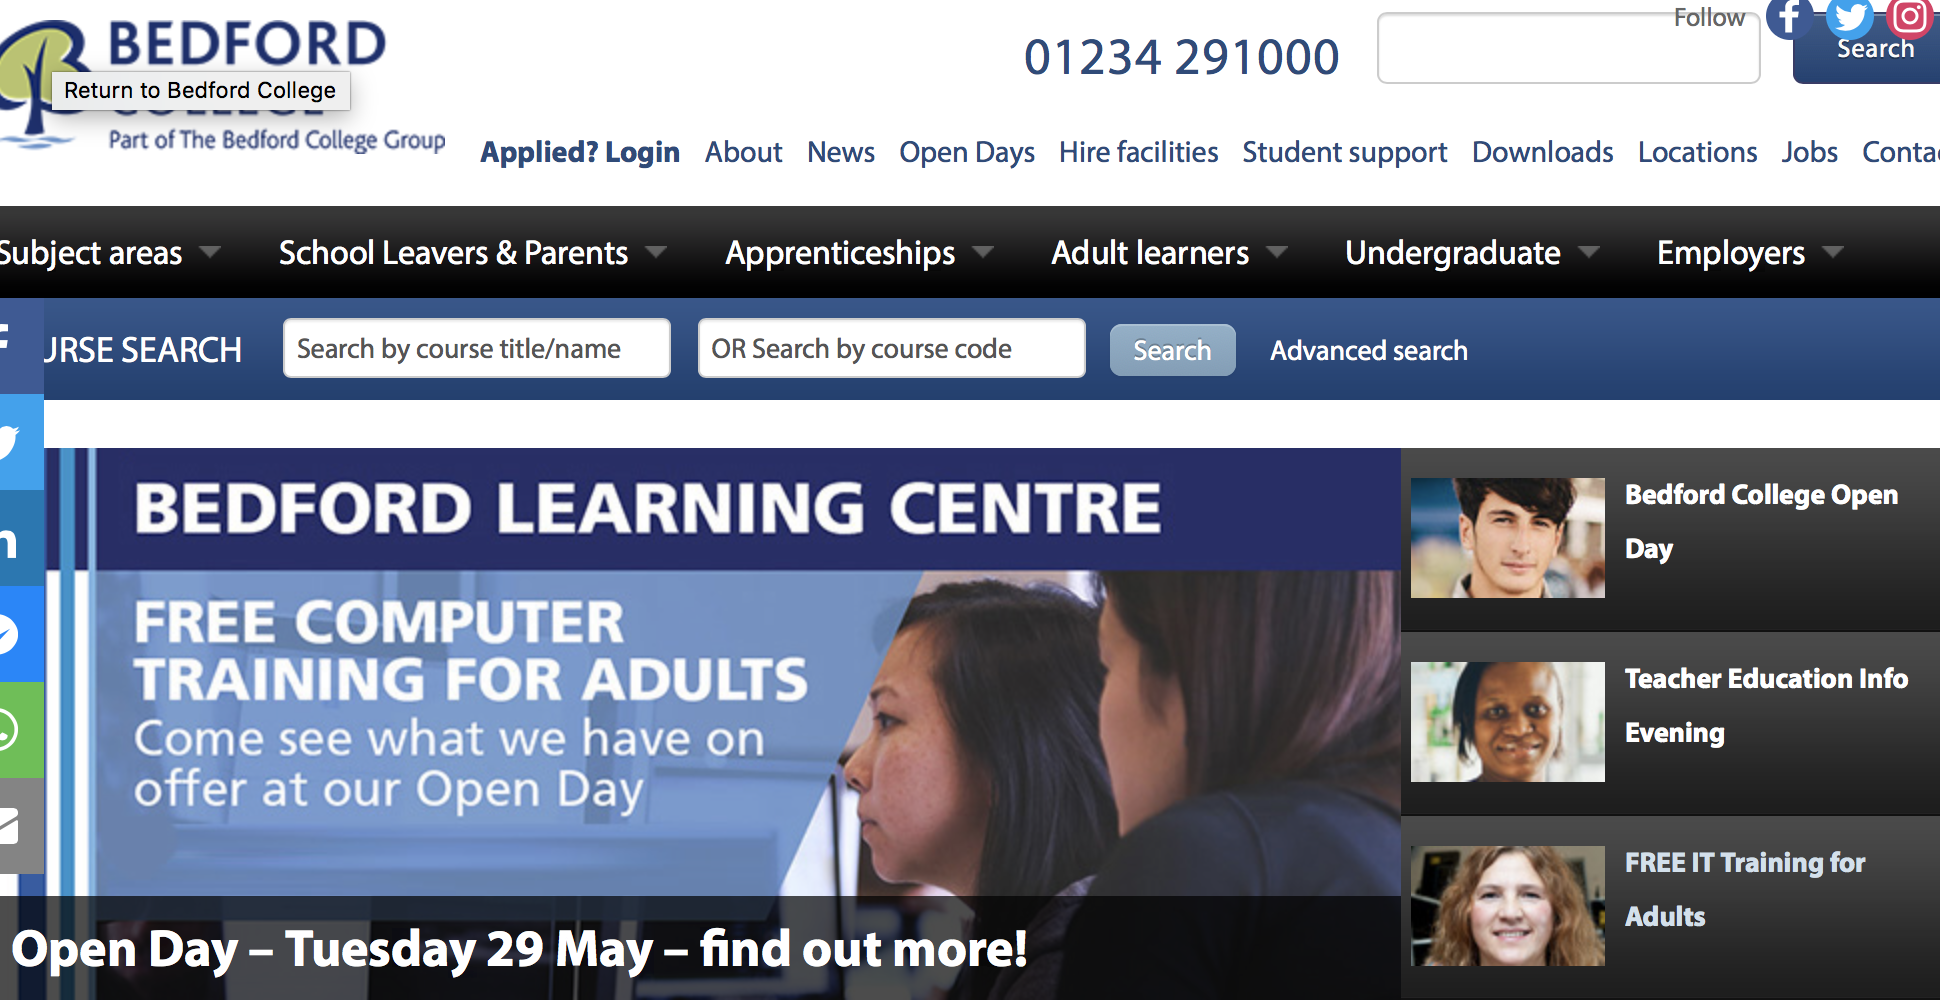 BEDFORD
Return to Bedford College
Part of The Bedford College Group
01234 291000
Follow
Search
Applied? Login About News Open Days Hire facilities Student support Downloads Locations Jobs
Subject areas School Leavers & Parents Apprenticeships Adult learners Undergraduate Employers
SEARCH Search by course title/name OR Search by course code Search Advanced search
BEDFORD LEARNING CENTRE
FREE COMPUTER
TRAINING FOR ADULTS
Come see what we have on
offer at our Open Day
Open Day – Tuesday 29 May – find out more!
Bedford College Open
Day
Teacher Education Info
Evening
FREE IT Training for
Adults